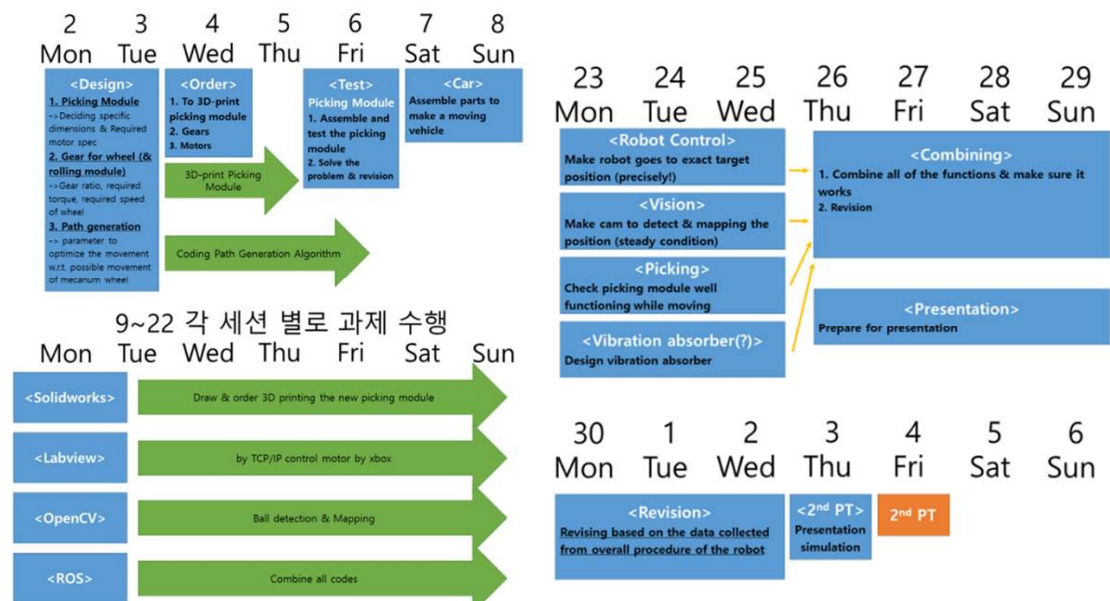 2 3 4 5 6 7 8
Mon Tue Wed Thu Fri Sat Sun
<Design>
1. Picking Module
->Deciding specific
dimensions & Required
motor spec
2. Gear for wheel (&
rolling module)
->Gear ratio, required
torque, required speed
of wheel
3. Path generation
-> parameter to
optimize the movement
w.r.t. possible movement
of mecanum wheel
<Order>
1. To 3D-print
picking module
2. Gears
3. Motors
3D-print Picking
Module
Coding Path Generation Algorithm
<Test>
Picking Module
1. Assemble and
test the picking
module
2. Solve the
problem & revision
<Car>
Assemble parts to
make a moving
vehicle
9~22 각 세션 별로 과제 수행
Mon Tue Wed Thu Fri Sat Sun
<Solidworks>
Draw & order 3D printing the new picking module
<Labview>
by TCP/IP control motor by xbox
<OpenCV>
Ball detection & Mapping
<ROS>
Combine all codes
23 24 25 26 27 28 29
Mon Tue Wed Thu Fri Sat Sun
<Robot Control>
Make robot goes to exact target
position (precisely!)
<Vision>
Make cam to detect & mapping the
position (steady condition)
<Picking>
Check picking module well
functioning while moving
<Vibration absorber(?)>
Design vibration absorber
<Combining>
1. Combine all of the functions & make sure it
works
2. Revision
<Presentation>
Prepare for presentation
30 1 2 3 4 5 6
Mon Tue Wed Thu Fri Sat Sun
<Revision>
Revising based on the data collected
from overall procedure of the robot
<2nd PT>
Presentation
simulation
2nd PT